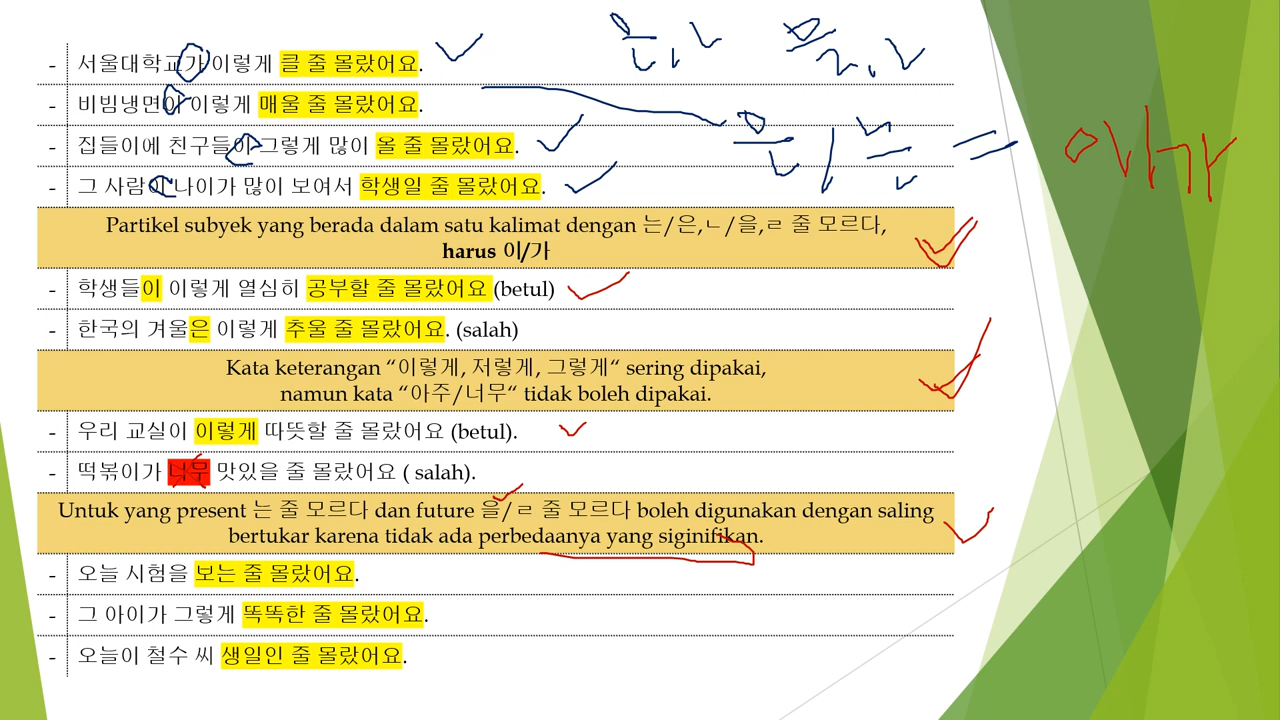 은,ㄴ 을,ㄹ
- 서울대학교가 이렇게 클 줄 몰랐어요.
- 비빔냉면이 이렇게 매울 줄 몰랐어요.
- 집들이에 친구들이 그렇게 많이 올 줄 몰랐어요.
은/는 = 이/가
- 그 사람이 나이가 많이 보여서 학생일 줄 몰랐어요.
Partikel subyek yang berada dalam satu kalimat dengan 는/은,ㄴ/을,ㄹ 줄 모르다,
harus 이/가
- 학생들이 이렇게 열심히 공부할 줄 몰랐어요 (betul)
- 한국의 겨울은 이렇게 추울 줄 몰랐어요. (salah)
Kata keterangan “이렇게, 저렇게, 그렇게“ sering dipakai,
namun kata “아주/너무“ tidak boleh dipakai.
- 우리 교실이 이렇게 따뜻할 줄 몰랐어요 (betul).
- 떡볶이가 너무 맛있을 줄 몰랐어요 ( salah).
Untuk yang present 는 줄 모르다 dan future 을/ㄹ 줄 모르다 boleh digunakan dengan saling
bertukar karena tidak ada perbedaanya yang siginifikan.
- 오늘 시험을 보는 줄 몰랐어요.
- 그 아이가 그렇게 똑똑한 줄 몰랐어요.
- 오늘이 철수 씨 생일인 줄 몰랐어요.